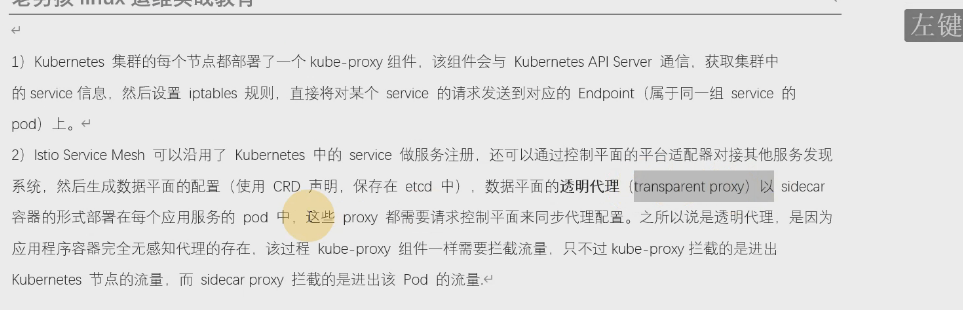 老男孩 linux 运维实战教育
左键
1）Kubernetes 集群的每个节点都部署了一个 kube-proxy 组件，该组件会与 Kubernetes API Server 通信，获取集群中
的 service 信息，然后设置 iptables 规则，直接将对某个 service 的请求发送到对应的 Endpoint（属于同一组 service 的
pod）上。
2）Istio Service Mesh 可以沿用了 Kubernetes 中的 service 做服务注册，还可以通过控制平面的平台适配器对接其他服务发现
系统，然后生成数据平面的配置（使用 CRD 声明，保存在 etcd 中），数据平面的透明代理（transparent proxy）以 sidecar
容器的形式部署在每个应用服务的 pod 中，这些 proxy 都需要请求控制平面来同步代理配置。之所以说是透明代理，是因为
应用程序容器完全无感知代理的存在，该过程 kube-proxy 组件一样需要拦截流量，只不过 kube-proxy 拦截的是进出
Kubernetes 节点的流量，而 sidecar proxy 拦截的是进出该 Pod 的流量.